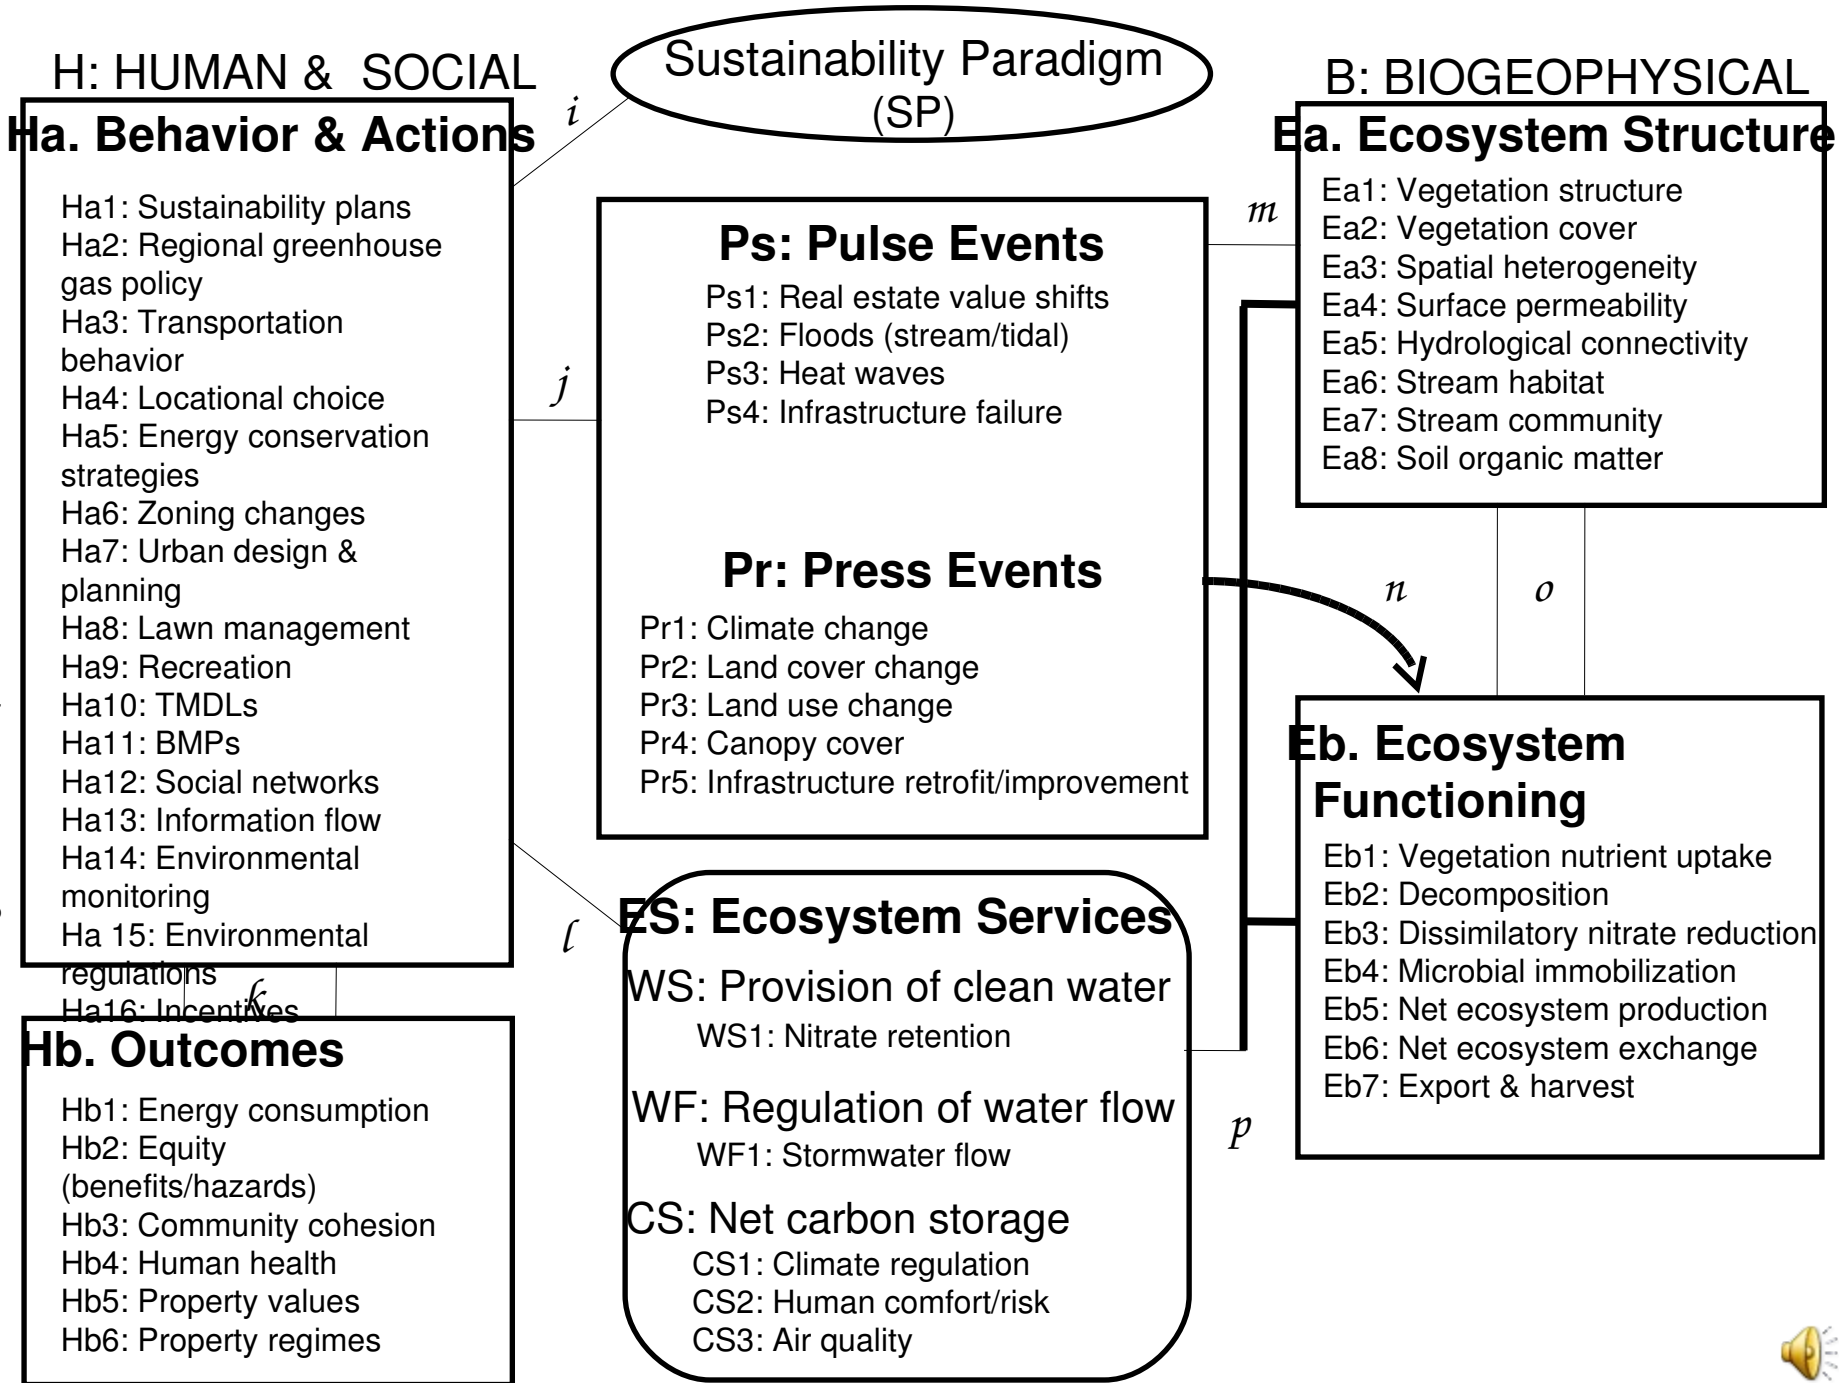 H: HUMAN & SOCIAL
Ha. Behavior & Actions
Ha1: Sustainability plans
Ha2: Regional greenhouse
gas policy
Ha3: Transportation
behavior
Ha4: Locational choice
Ha5: Energy conservation
strategies
Ha6: Zoning changes
Ha7: Urban design &
planning
Ha8: Lawn management
Ha9: Recreation
Ha10: TMDLs
Ha11: BMPs
Ha12: Social networks
Ha13: Information flow
Ha14: Environmental
monitoring
Ha 15: Environmental
regulations
Ha16: Incentives
k
Hb. Outcomes
Hb1: Energy consumption
Hb2: Equity
(benefits/hazards)
Hb3: Community cohesion
Hb4: Human health
Hb5: Property values
Hb6: Property regimes
i
j
l
Sustainability Paradigm
(SP)
Ps: Pulse Events
Ps1: Real estate value shifts
Ps2: Floods (stream/tidal)
Ps3: Heat waves
Ps4: Infrastructure failure
Pr: Press Events
Pr1: Climate change
Pr2: Land cover change
Pr3: Land use change
Pr4: Canopy cover
Pr5: Infrastructure retrofit/improvement
ES: Ecosystem Services
WS: Provision of clean water
WS1: Nitrate retention
WF: Regulation of water flow
WF1: Stormwater flow
CS: Net carbon storage
CS1: Climate regulation
CS2: Human comfort/risk
CS3: Air quality
m
p
B: BIOGEOPHYSICAL
Ea. Ecosystem Structure
Ea1: Vegetation structure
Ea2: Vegetation cover
Ea3: Spatial heterogeneity
Ea4: Surface permeability
Ea5: Hydrological connectivity
Ea6: Stream habitat
Ea7: Stream community
Ea8: Soil organic matter
n
o
Eb. Ecosystem
Functioning
Eb1: Vegetation nutrient uptake
Eb2: Decomposition
Eb3: Dissimilatory nitrate reduction
Eb4: Microbial immobilization
Eb5: Net ecosystem production
Eb6: Net ecosystem exchange
Eb7: Export & harvest